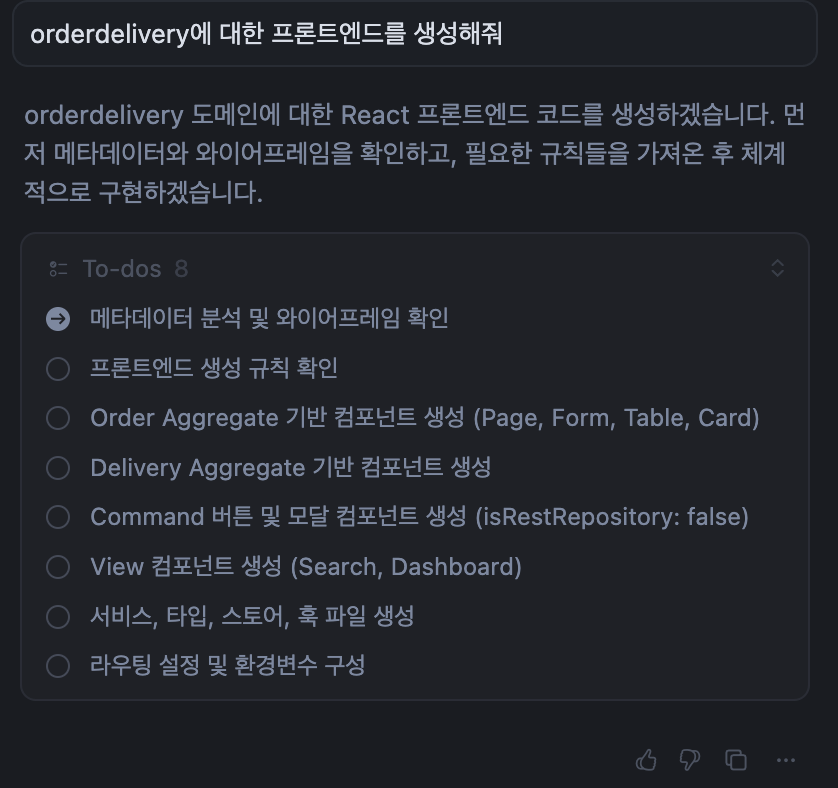 orderdelivery에 대한 프론트엔드를 생성해줘
orderdelivery 도메인에 대한 React 프론트엔드 코드를 생성하겠습니다. 먼
저 메타데이터와 와이어프레임을 확인하고, 필요한 규칙들을 가져온 후 체계
적으로 구현하겠습니다.
To-dos 8
메타데이터 분석 및 와이어프레임 확인
프론트엔드 생성 규칙 확인
Order Aggregate 기반 컴포넌트 생성 (Page, Form, Table, Card)
Delivery Aggregate 기반 컴포넌트 생성
Command 버튼 및 모달 컴포넌트 생성 (isRestRepository: false)
View 컴포넌트 생성 (Search, Dashboard)
서비스, 타입, 스토어, 훅 파일 생성
라우팅 설정 및 환경변수 구성